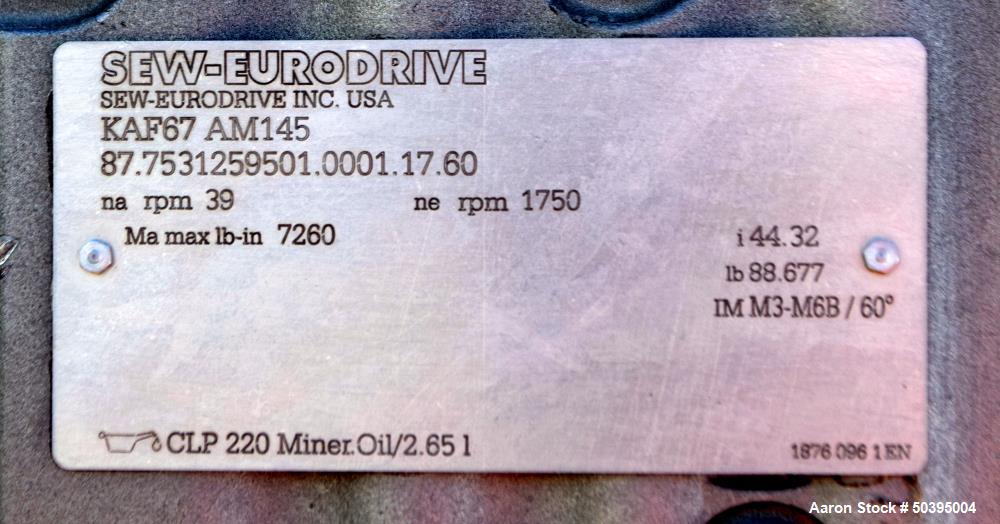 SEW-EURODRIVE
SEW-EURODRIVE INC. USA
KAF67 AM145
87.7531259501.0001.17.60
na rpm 39 ne rpm 1750
Ma max lb-in 7260 i 44.32
lb 88.677
IM M3-M6B / 60°
CLP 220 Miner.Oil/2.65 l
1876 096 1 EN
Aaron Stock # 50395004